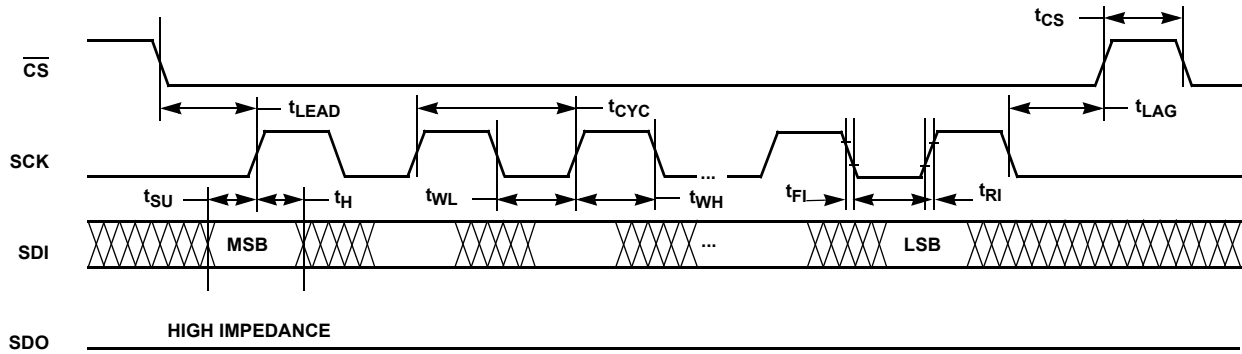 tCS
CS
tLEAD
tCYC
tLAG
SCK
...
tSU
tH
tWL
tWH
tFI
tRI
SDI
MSB
...
LSB
HIGH IMPEDANCE
SDO